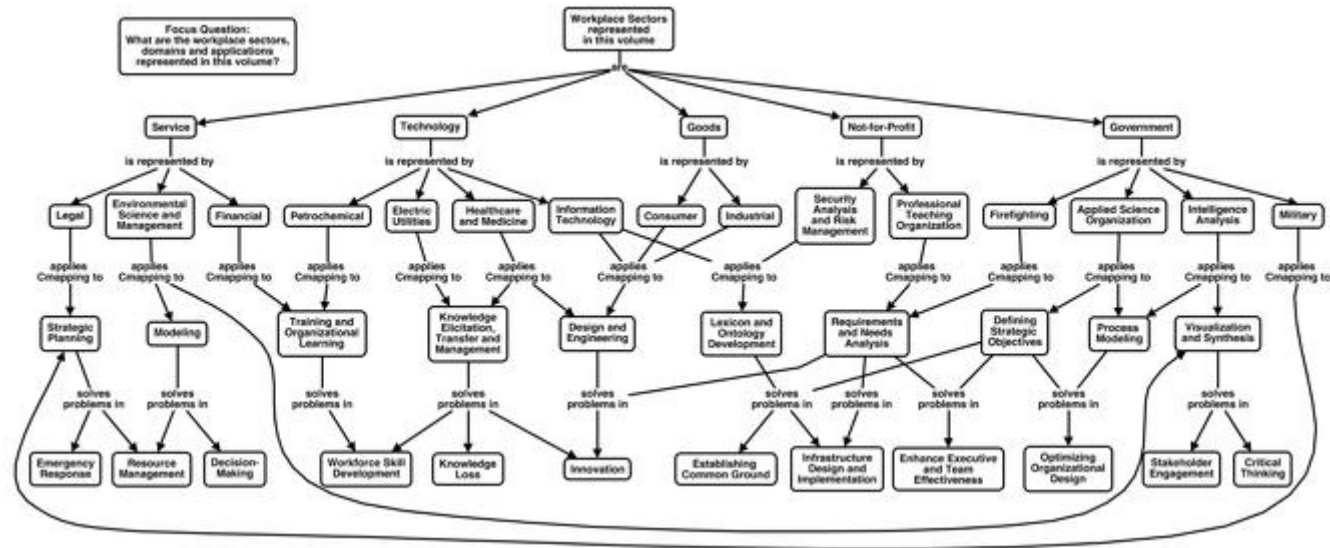 Focus Question:
What are the workplace sectors,
domains and applications
represented in this volume?
Workplace Sectors
represented
in this volume
are
Service
Technology
Goods
Not-for-Profit
Government
is represented by
is represented by
is represented by
is represented by
is represented by
Legal
Environmental
Science and
Management
Financial
Petrochemical
Electric
Utilities
Healthcare
and Medicine
Information
Technology
Consumer
Industrial
Security
Analysis
and Risk
Management
Professional
Teaching
Organization
Firefighting
Applied Science
Organization
Intelligence
Analysis
Military
applies
Cmapping to
applies
Cmapping to
applies
Cmapping to
applies
Cmapping to
applies
Cmapping to
applies
Cmapping to
applies
Cmapping to
applies
Cmapping to
applies
Cmapping to
applies
Cmapping to
applies
Cmapping to
applies
Cmapping to
applies
Cmapping to
applies
Cmapping to
Strategic
Planning
Modeling
Training and
Organizational
Learning
Knowledge
Elicitation,
Transfer and
Management
Design and
Engineering
Lexicon and
Ontology
Development
Requirements
and Needs
Analysis
Defining
Strategic
Objectives
Process
Modeling
Visualization
and Synthesis
solves
problems in
solves
problems in
solves
problems in
solves
problems in
solves
problems in
solves
problems in
solves
problems in
solves
problems in
solves
problems in
solves
problems in
Emergency
Response
Resource
Management
Decision-
Making
Workforce Skill
Development
Knowledge
Loss
Innovation
Establishing
Common Ground
Infrastructure
Design and
Implementation
Enhance Executive
and Team
Effectiveness
Optimizing
Organizational
Design
Stakeholder
Engagement
Critical
Thinking